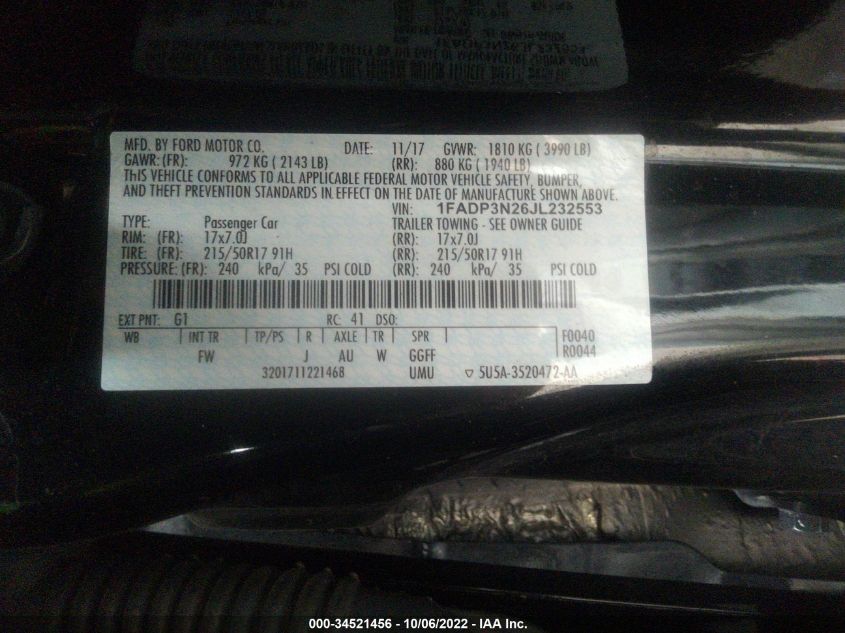 MFD. BY FORD MOTOR CO. DATE: 11/17 GVWR: 1810 KG ( 3990 LB)
GAWR: (FR): 972 KG ( 2143 LB) (RR): 880 KG ( 1940 LB)
THIS VEHICLE CONFORMS TO ALL APPLICABLE FEDERAL MOTOR VEHICLE SAFETY, BUMPER,
AND THEFT PREVENTION STANDARDS IN EFFECT ON THE DATE OF MANUFACTURE SHOWN ABOVE.
VIN: 1FADP3N26JL232553
TYPE: Passenger Car TRAILER TOWING - SEE OWNER GUIDE
RIM: (FR): 17x7.0J (RR): 17x7.0J
TIRE: (FR): 215/50R17 91H (RR): 215/50R17 91H
PRESSURE: (FR): 240 kPa/ 35 PSI COLD (RR): 240 kPa/ 35 PSI COLD
EXT PNT: G1 RC: 41 DSO:
WB INT TR TP/PS R AXLE TR SPR F0040
FW J AU W GGFF R0044
3201711221468 UMU ▽ 5U5A-3520472-AA
000-34521456 - 10/06/2022 - IAA Inc.